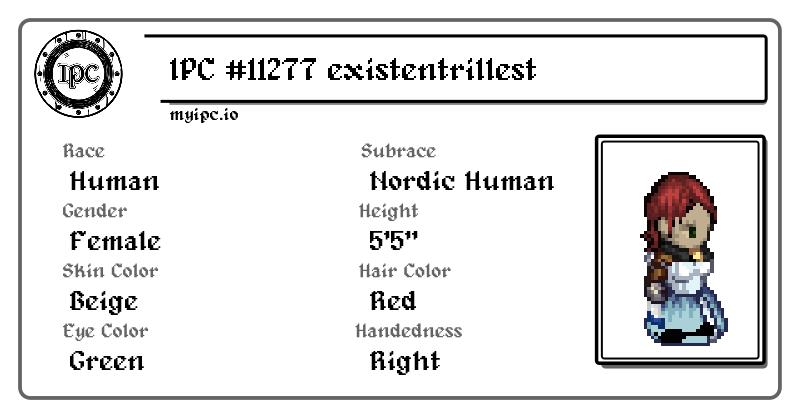 IPC
IPC #11277 existentrillest
myipc.io
Race
Human
Subrace
Nordic Human
Gender
Female
Height
5'5"
Skin Color
Beige
Hair Color
Red
Eye Color
Green
Handedness
Right